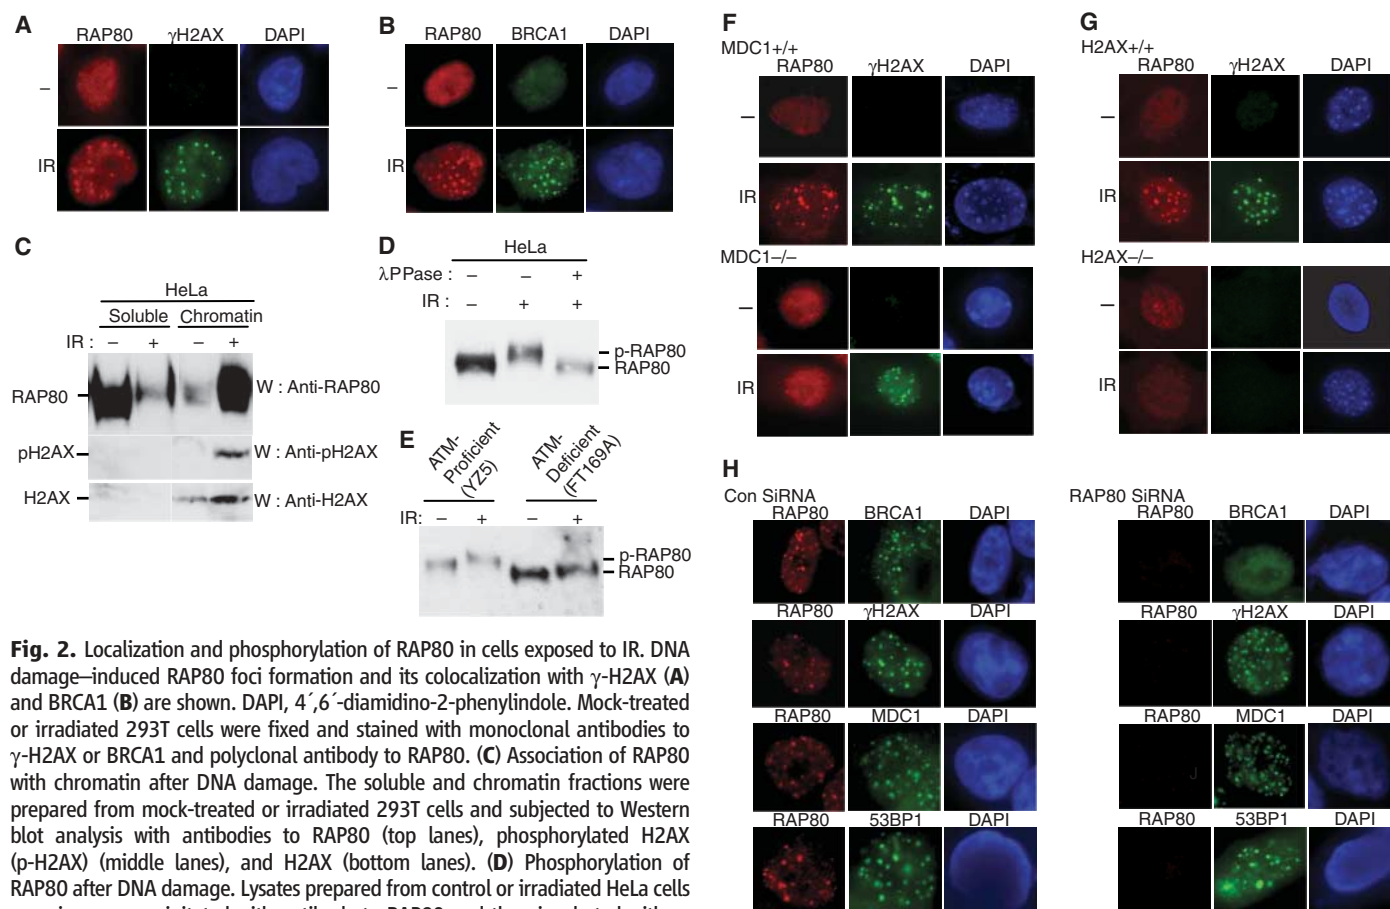 A
RAP80 γH2AX DAPI
–
IR
B
RAP80 BRCA1 DAPI
–
IR
C
HeLa
Soluble Chromatin
IR : – + – +
RAP80 W : Anti-RAP80
pH2AX W : Anti-pH2AX
H2AX W : Anti-H2AX
D
HeLa
λPPase : – – +
IR : – + +
p-RAP80
RAP80
E
ATM-
Proficient
(YZ5)
ATM-
Deficient
(FT169A)
IR: – + – +
p-RAP80
RAP80
F
MDC1+/+
RAP80 γH2AX DAPI
–
IR
MDC1–/–
–
IR
G
H2AX+/+
RAP80 γH2AX DAPI
–
IR
H2AX–/–
–
IR
H
Con SiRNA
RAP80 BRCA1 DAPI
RAP80 γH2AX DAPI
RAP80 MDC1 DAPI
RAP80 53BP1 DAPI
RAP80 SiRNA
RAP80 BRCA1 DAPI
RAP80 γH2AX DAPI
RAP80 MDC1 DAPI
RAP80 53BP1 DAPI
Fig. 2. Localization and phosphorylation of RAP80 in cells exposed to IR. DNA
damage–induced RAP80 foci formation and its colocalization with γ-H2AX (A)
and BRCA1 (B) are shown. DAPI, 4´,6´-diamidino-2-phenylindole. Mock-treated
or irradiated 293T cells were fixed and stained with monoclonal antibodies to
γ-H2AX or BRCA1 and polyclonal antibody to RAP80. (C) Association of RAP80
with chromatin after DNA damage. The soluble and chromatin fractions were
prepared from mock-treated or irradiated 293T cells and subjected to Western
blot analysis with antibodies to RAP80 (top lanes), phosphorylated H2AX
(p-H2AX) (middle lanes), and H2AX (bottom lanes). (D) Phosphorylation of
RAP80 after DNA damage. Lysates prepared from control or irradiated HeLa cells